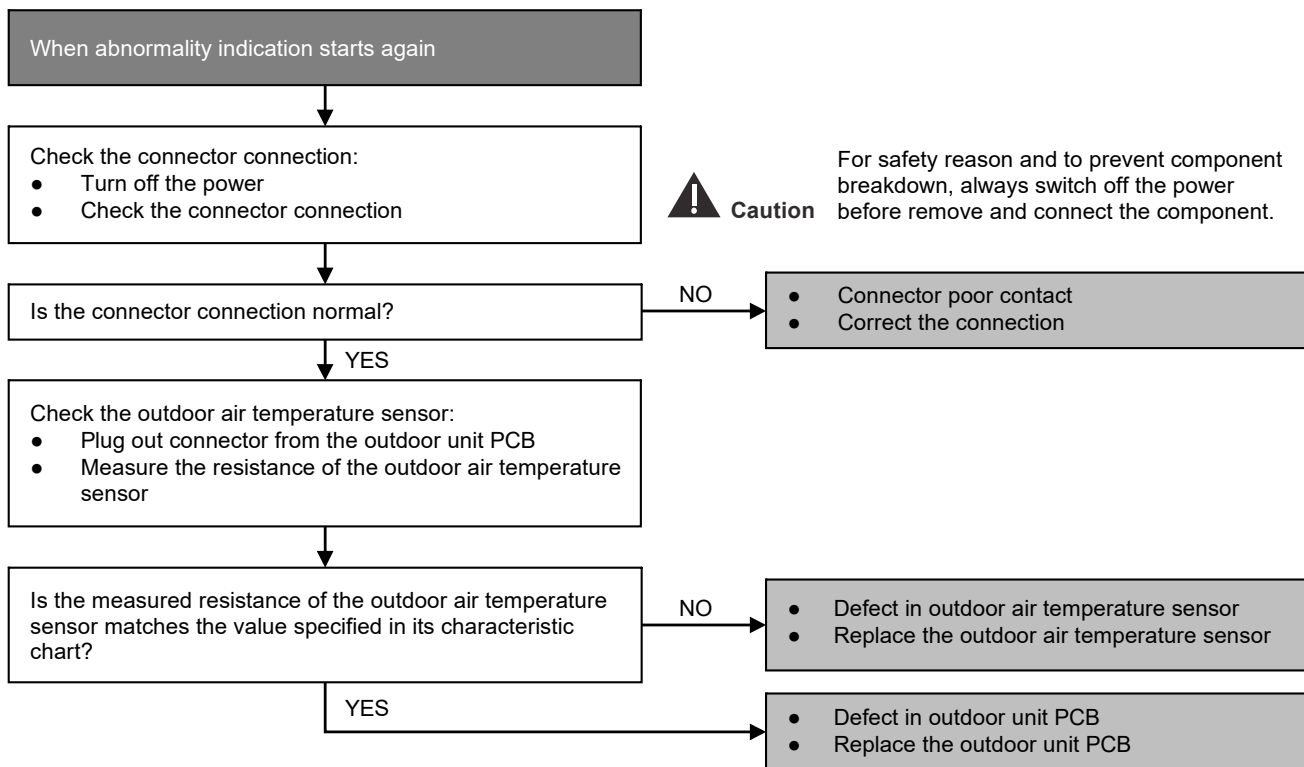 When abnormality indication starts again
Check the connector connection:
● Turn off the power
● Check the connector connection
Caution
For safety reason and to prevent component
breakdown, always switch off the power
before remove and connect the component.
Is the connector connection normal?
NO
● Connector poor contact
● Correct the connection
YES
Check the outdoor air temperature sensor:
● Plug out connector from the outdoor unit PCB
● Measure the resistance of the outdoor air temperature
sensor
Is the measured resistance of the outdoor air temperature
sensor matches the value specified in its characteristic
chart?
NO
● Defect in outdoor air temperature sensor
● Replace the outdoor air temperature sensor
YES
● Defect in outdoor unit PCB
● Replace the outdoor unit PCB